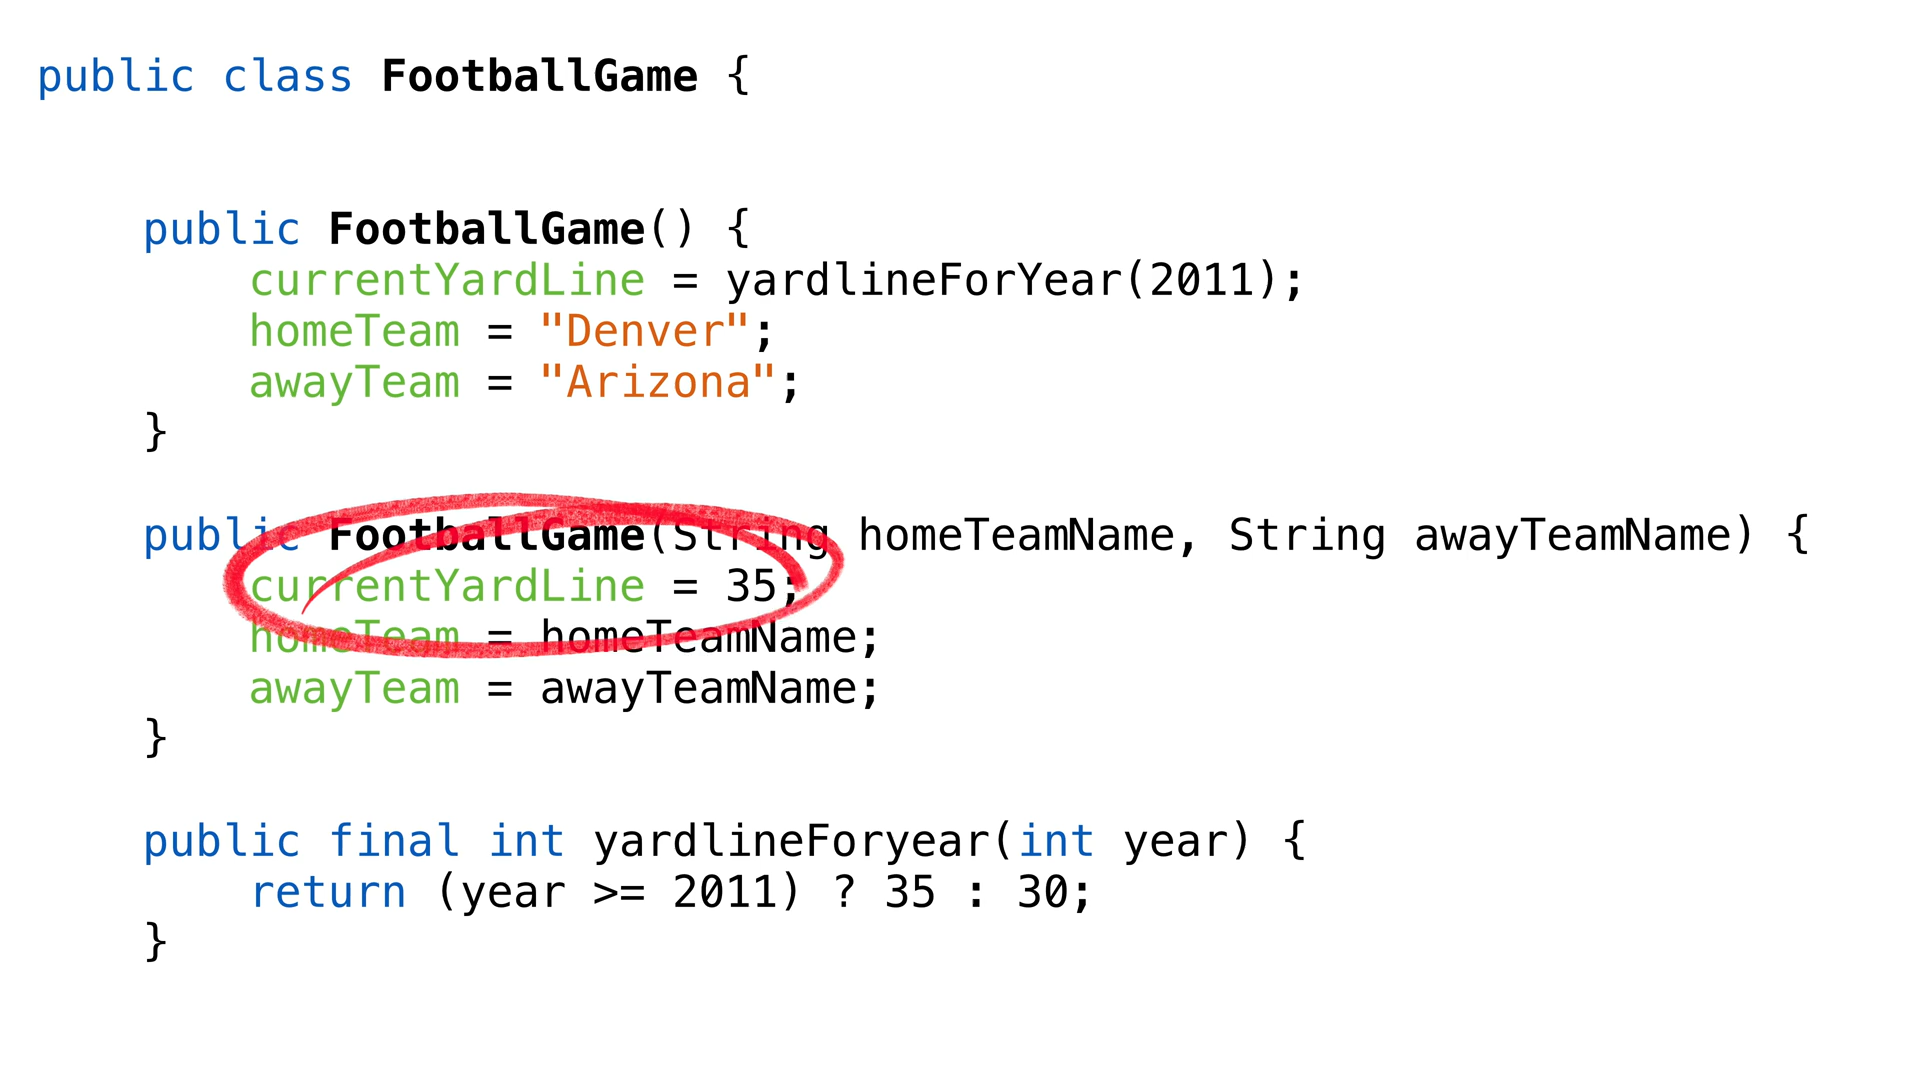 public class FootballGame {
public FootballGame() {
currentYardLine = yardlineForYear(2011);
homeTeam = "Denver";
awayTeam = "Arizona";
}
public FootballGame(String homeTeamName, String awayTeamName) {
currentYardLine = 35;
homeTeam = homeTeamName;
awayTeam = awayTeamName;
}
public final int yardlineForyear(int year) {
return (year >= 2011) ? 35 : 30;
}